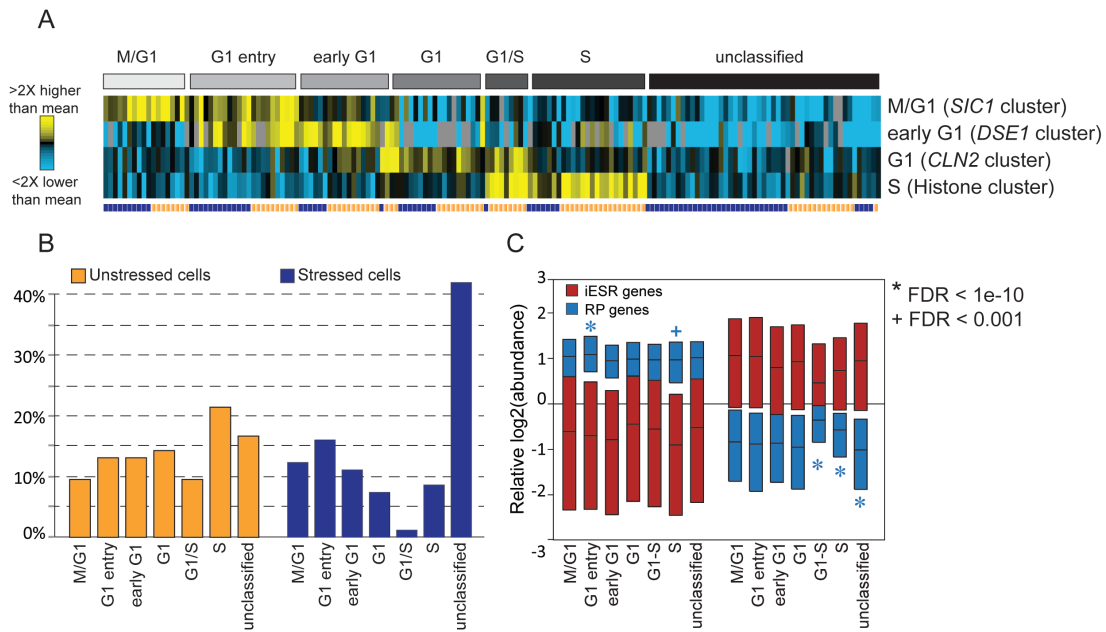 A
M/G1 G1 entry early G1 G1 G1/S S unclassified
>2X higher
than mean
<2X lower
than mean
M/G1 (SIC1 cluster)
early G1 (DSE1 cluster)
G1 (CLN2 cluster)
S (Histone cluster)
B
Unstressed cells Stressed cells
40%
30%
20%
10%
0%
M/G1 G1 entry early G1 G1 G1/S S unclassified
M/G1 G1 entry early G1 G1 G1/S S unclassified
C
Relative log2(abundance)
3
2
1
0
-1
-2
-3
iESR genes
RP genes
*
+
*
*
*
* FDR < 1e-10
+ FDR < 0.001
M/G1 G1 entry early G1 G1 G1-S S unclassified
M/G1 G1 entry early G1 G1 G1-S S unclassified